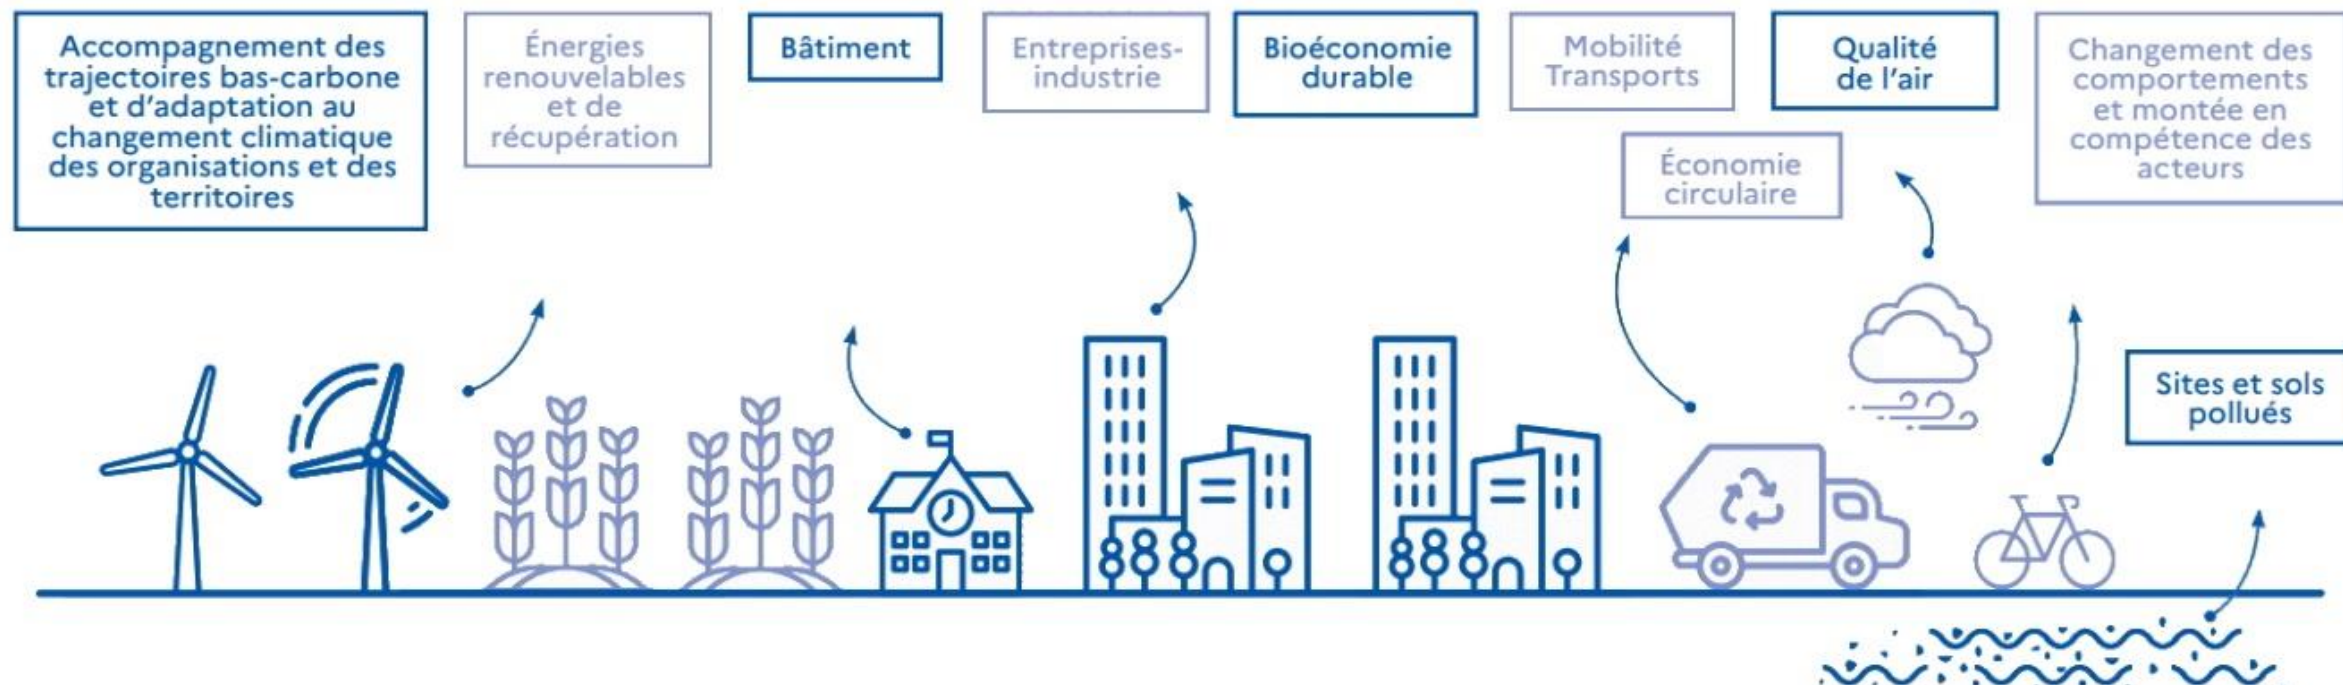 Accompagnement des
trajectoires bas-carbone
et d'adaptation au
changement climatique
des organisations et des
territoires
Énergies
renouvelables
et de
récupération
Bâtiment
Entreprises-
industrie
Bioéconomie
durable
Mobilité
Transports
Économie
circulaire
Qualité
de l'air
Changement des
comportements
et montée en
compétence des
acteurs
Sites et sols
pollués